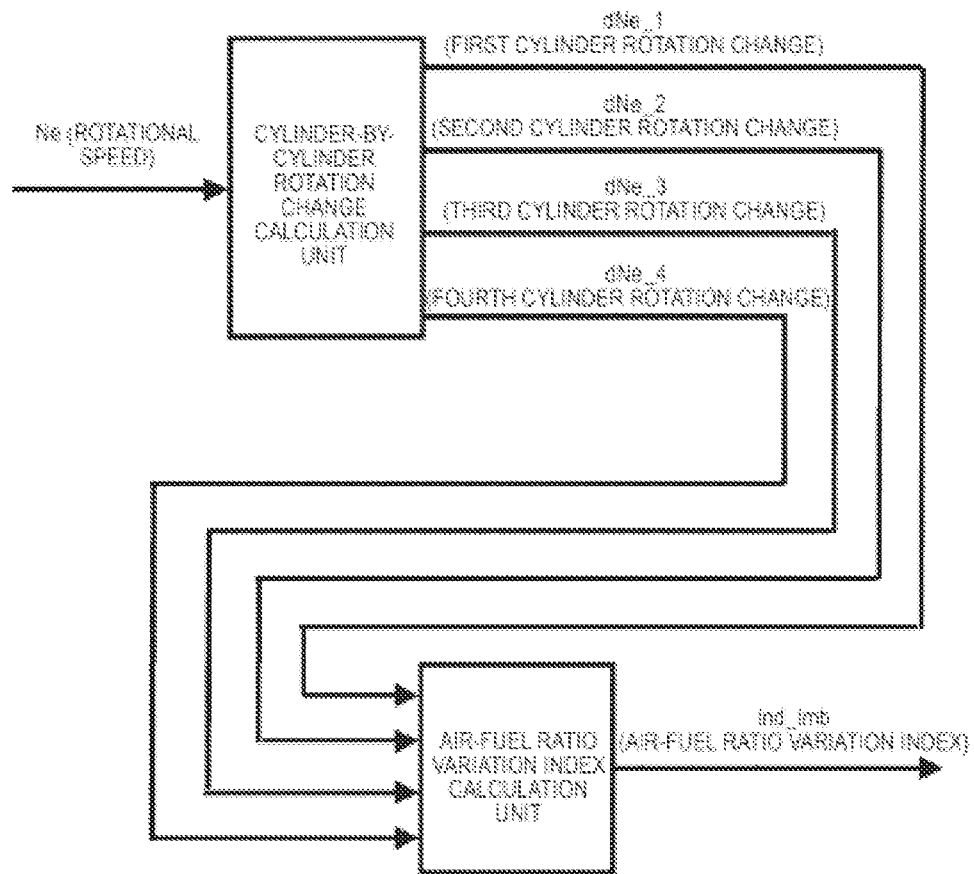 dNe_1
(FIRST CYLINDER ROTATION CHANGE)
Ne (ROTATIONAL
SPEED)
CYLINDER-BY-
CYLINDER
ROTATION
CHANGE
CALCULATION
UNIT
dNe_2
(SECOND CYLINDER ROTATION CHANGE)
dNe_3
(THIRD CYLINDER ROTATION CHANGE)
dNe_4
(FOURTH CYLINDER ROTATION CHANGE)
AIR-FUEL RATIO
VARIATION INDEX
CALCULATION
UNIT
ind_imb
(AIR-FUEL RATIO VARIATION INDEX)